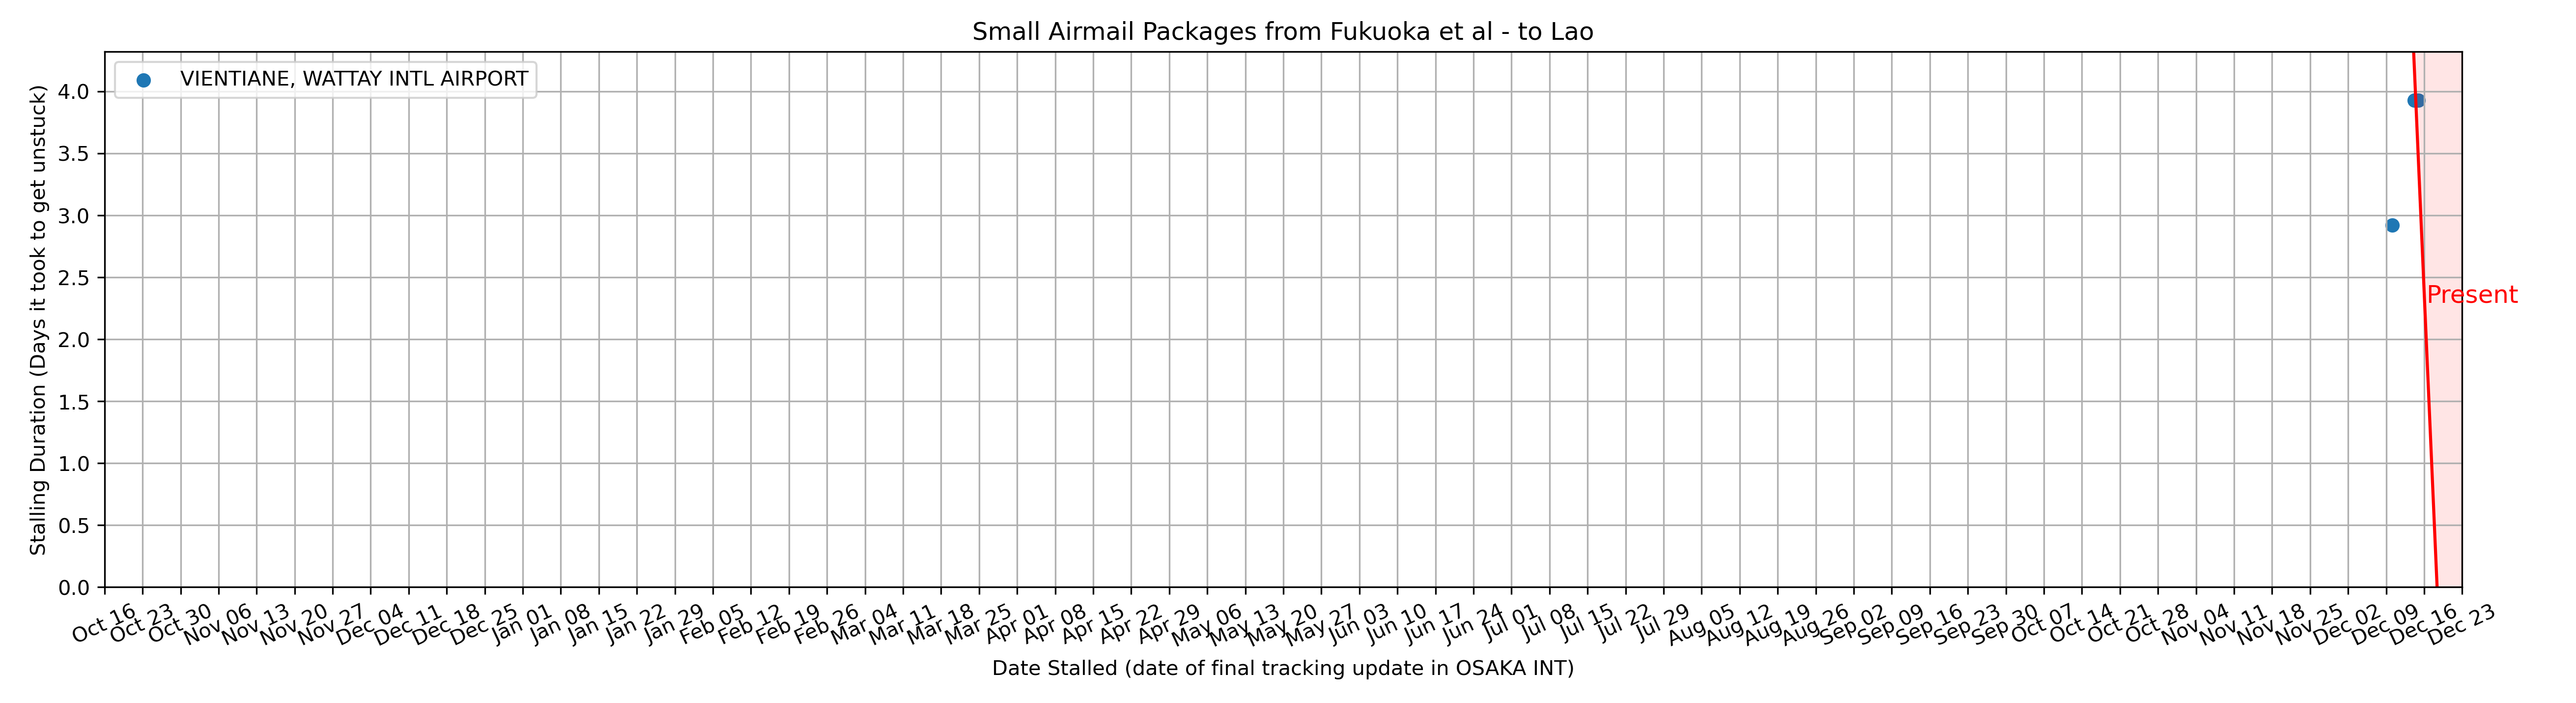 Small Airmail Packages from Fukuoka et al - to Lao
VIENTIANE, WATTAY INTL AIRPORT
Stalling Duration (Days it took to get unstuck)
4.0
3.5
3.0
2.5
2.0
1.5
1.0
0.5
0.0
Present
Oct 16 Oct 23 Oct 30 Nov 06 Nov 13 Nov 20 Nov 27 Dec 04 Dec 11 Dec 18 Dec 25 Jan 01 Jan 08 Jan 15 Jan 22 Jan 29 Feb 05 Feb 12 Feb 19 Feb 26 Mar 04 Mar 11 Mar 18 Mar 25 Apr 01 Apr 08 Apr 15 Apr 22 Apr 29 May 06 May 13 May 20 May 27 Jun 03 Jun 10 Jun 17 Jun 24 Jul 01 Jul 08 Jul 15 Jul 22 Jul 29 Aug 05 Aug 12 Aug 19 Aug 26 Sep 02 Sep 09 Sep 16 Sep 23 Sep 30 Oct 07 Oct 14 Oct 21 Oct 28 Nov 04 Nov 11 Nov 18 Nov 25 Dec 02 Dec 09 Dec 16 Dec 23
Date Stalled (date of final tracking update in OSAKA INT)